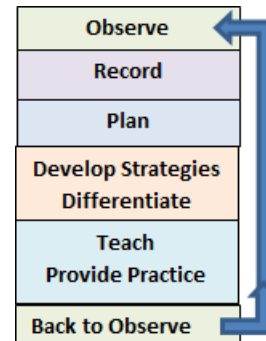 Observe
Record
Plan
Develop Strategies
Differentiate
Teach
Provide Practice
Back to Observe